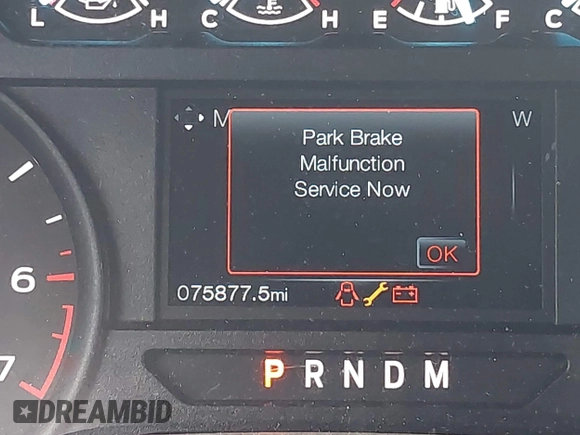 L H C H E F C
M W
Park Brake
Malfunction
Service Now
OK
075877.5mi
6
7
P R N D M
DREAMBID